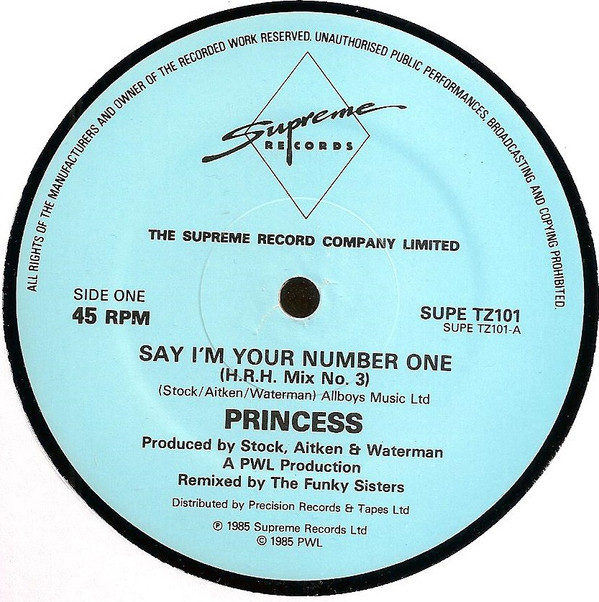 ALL RIGHTS OF THE MANUFACTURERS AND OWNER OF THE RECORDED WORK RESERVED. UNAUTHORISED PUBLIC PERFORMANCES, BROADCASTING AND COPYING PROHIBITED.
Supreme
RECORDS
THE SUPREME RECORD COMPANY LIMITED
SIDE ONE
45 RPM
SUPE TZ101
SUPE TZ101-A
SAY I'M YOUR NUMBER ONE
(H.R.H. Mix No. 3)
(Stock/Aitken/Waterman) Allboys Music Ltd
PRINCESS
Produced by Stock, Aitken & Waterman
A PWL Production
Remixed by The Funky Sisters
Distributed by Precision Records & Tapes Ltd
℗ 1985 Supreme Records Ltd
© 1985 PWL